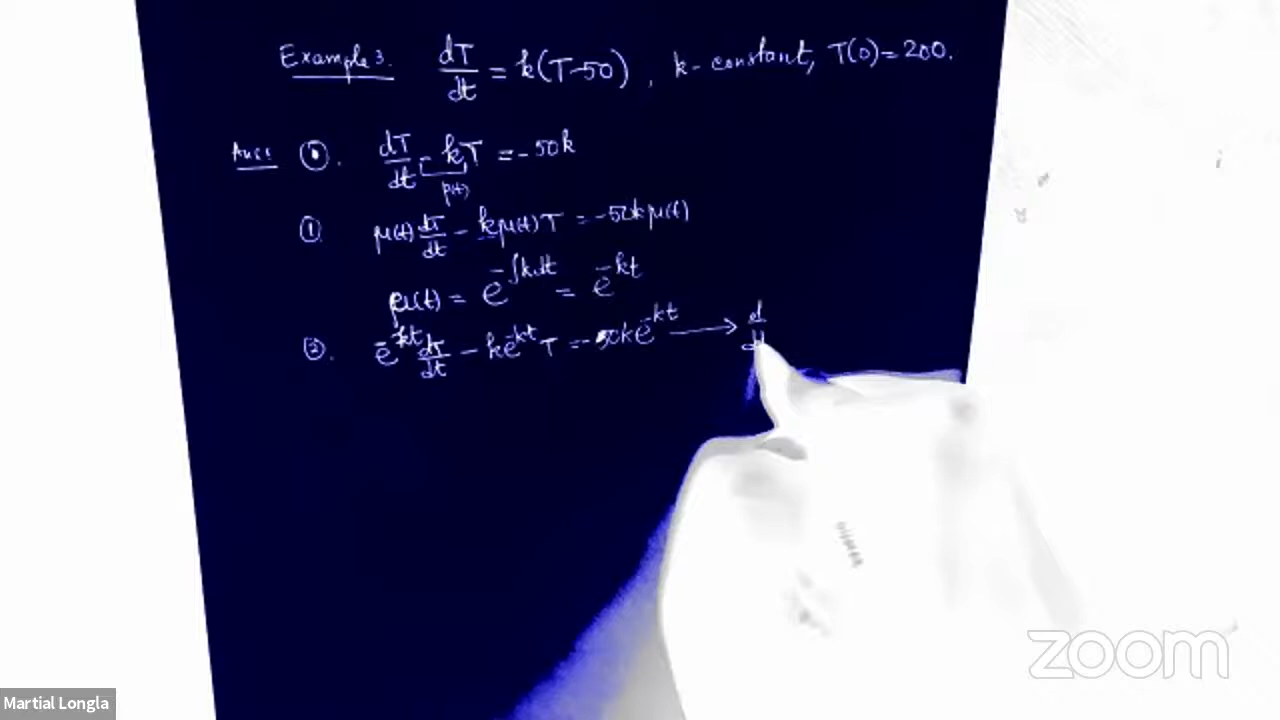 Example 3. dT/dt = k(T-50), k - constant, T(0) = 200.
Ans: ⓪. dT/dt - kT = -50k
p(t)
① μ(t) dT/dt - kμ(t)T = -50kμ(t)
μ(t) = e^{-∫k dt} = e^{-kt}
②. e^{-kt} dT/dt - ke^{-kt} T = -50ke^{-kt} → d/dt
zoom
Martial Longla